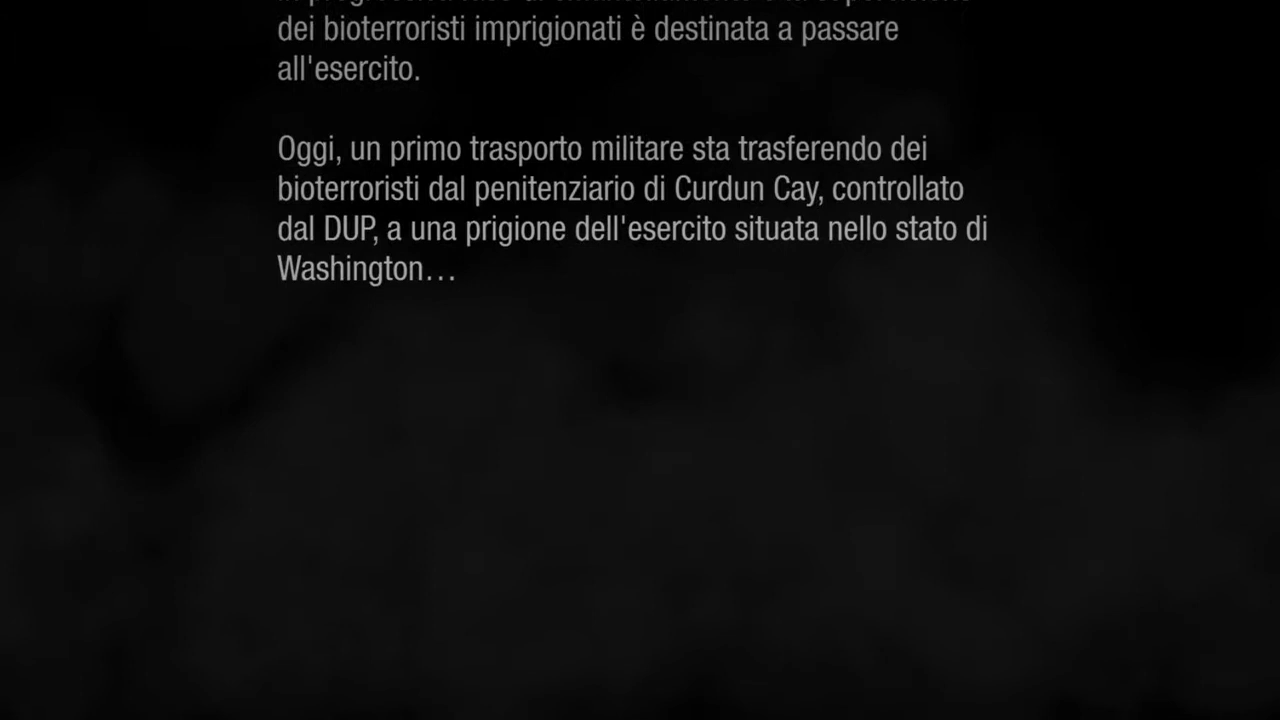 dei bioterroristi imprigionati è destinata a passare
all'esercito.
Oggi, un primo trasporto militare sta trasferendo dei
bioterroristi dal penitenziario di Curdun Cay, controllato
dal DUP, a una prigione dell'esercito situata nello stato di
Washington…